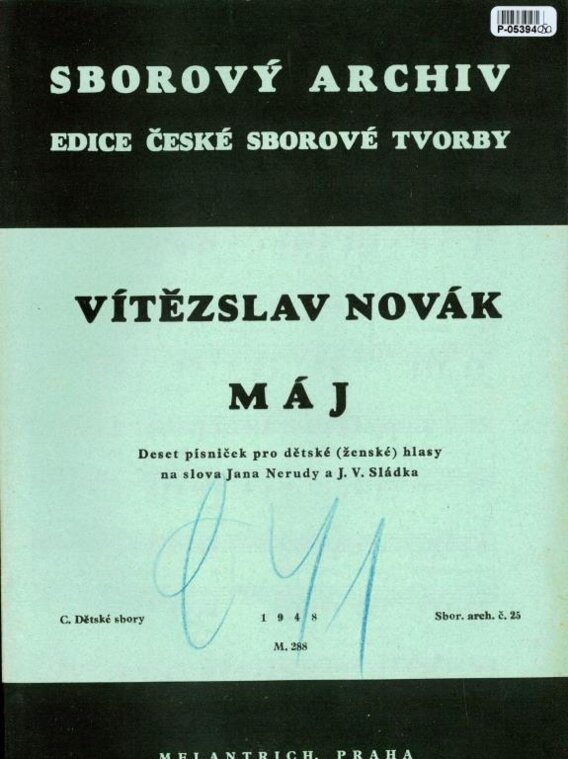 P-05394
SBOROVÝ ARCHIV
EDICE ČESKÉ SBOROVÉ TVORBY
VÍTĚZSLAV NOVÁK
MÁJ
Deset písniček pro dětské (ženské) hlasy
na slova Jana Nerudy a J. V. Sládka
C. Dětské sbory 1948 Sbor. arch. č. 25
M. 288
MELANTRICH, PRAHA